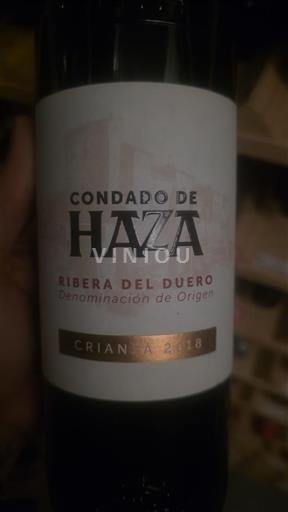 CONDADO DE
HAZA
VINIOU
RIBERA DEL DUERO
Denominación de Origen
CRIANZA 2018